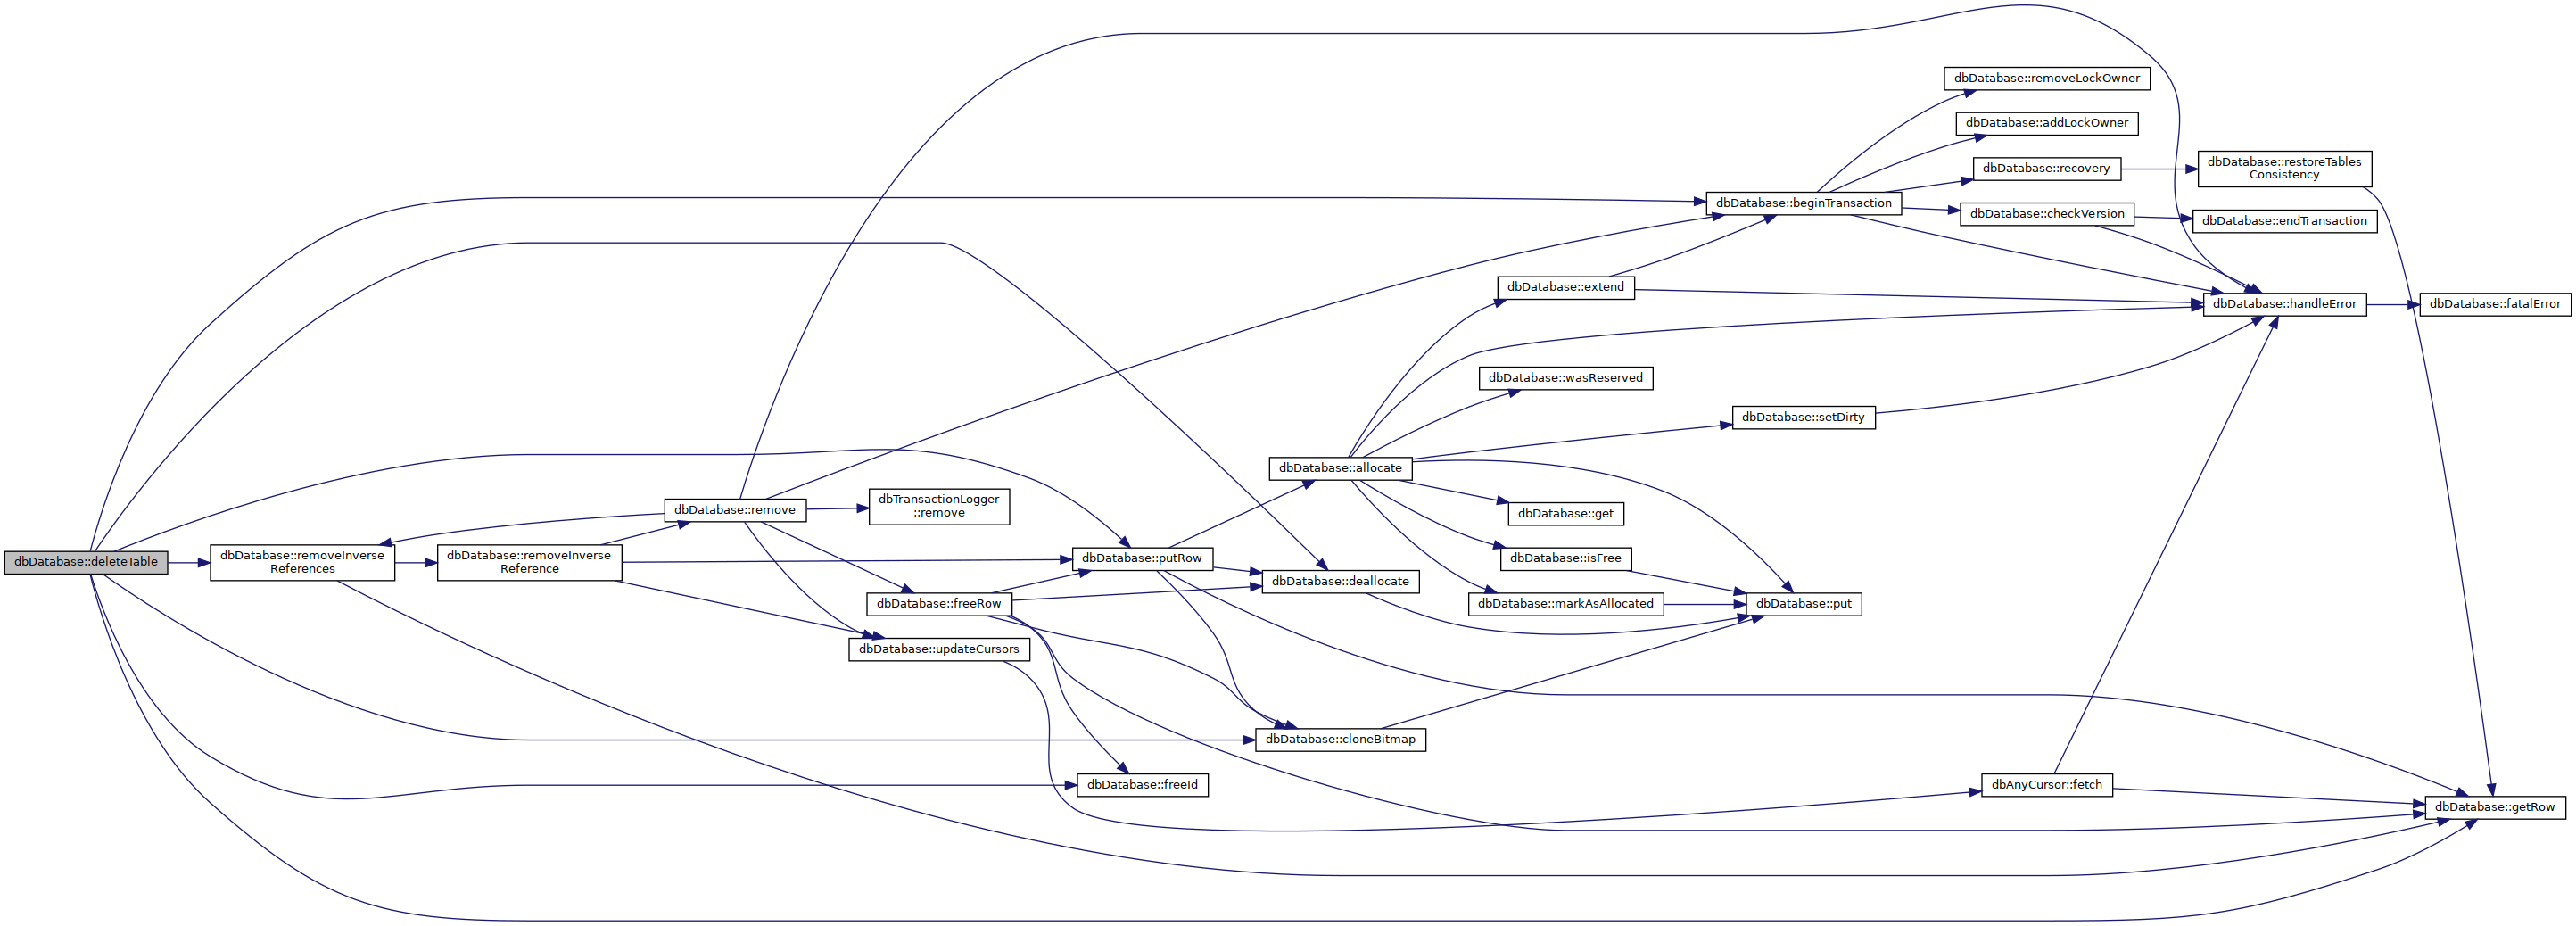 dbDatabase::deleteTable
dbDatabase::removeInverse
References
dbDatabase::removeInverse
Reference
dbDatabase::remove
dbTransactionLogger
::remove
dbDatabase::freeRow
dbDatabase::updateCursors
dbDatabase::putRow
dbDatabase::freeId
dbDatabase::allocate
dbDatabase::deallocate
dbDatabase::cloneBitmap
dbDatabase::extend
dbDatabase::wasReserved
dbDatabase::get
dbDatabase::isFree
dbDatabase::markAsAllocated
dbDatabase::beginTransaction
dbDatabase::setDirty
dbDatabase::put
dbDatabase::removeLockOwner
dbDatabase::addLockOwner
dbDatabase::recovery
dbDatabase::checkVersion
dbAnyCursor::fetch
dbDatabase::restoreTables
Consistency
dbDatabase::endTransaction
dbDatabase::handleError
dbDatabase::fatalError
dbDatabase::getRow